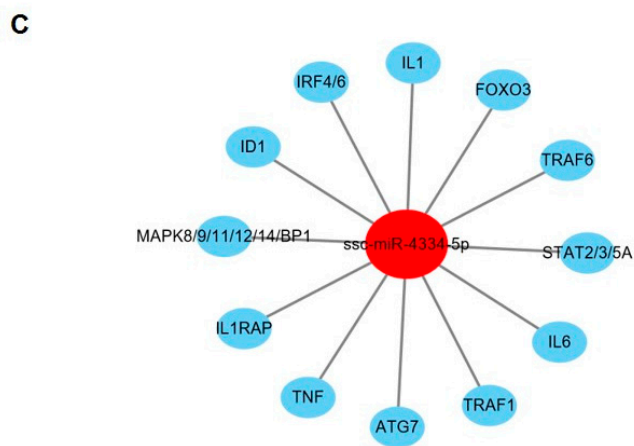 C
IL1
IRF4/6
FOXO3
ID1
TRAF6
MAPK8/9/11/12/14/BP1
ssc-miR-4334-5p
STAT2/3/5A
IL1RAP
IL6
TNF
TRAF1
ATG7